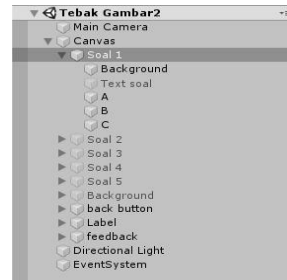 Tebak Gambar2
Main Camera
Canvas
Soal 1
Background
Text soal
A
B
C
Soal 2
Soal 3
Soal 4
Soal 5
Background
back button
Label
feedback
Directional Light
EventSystem